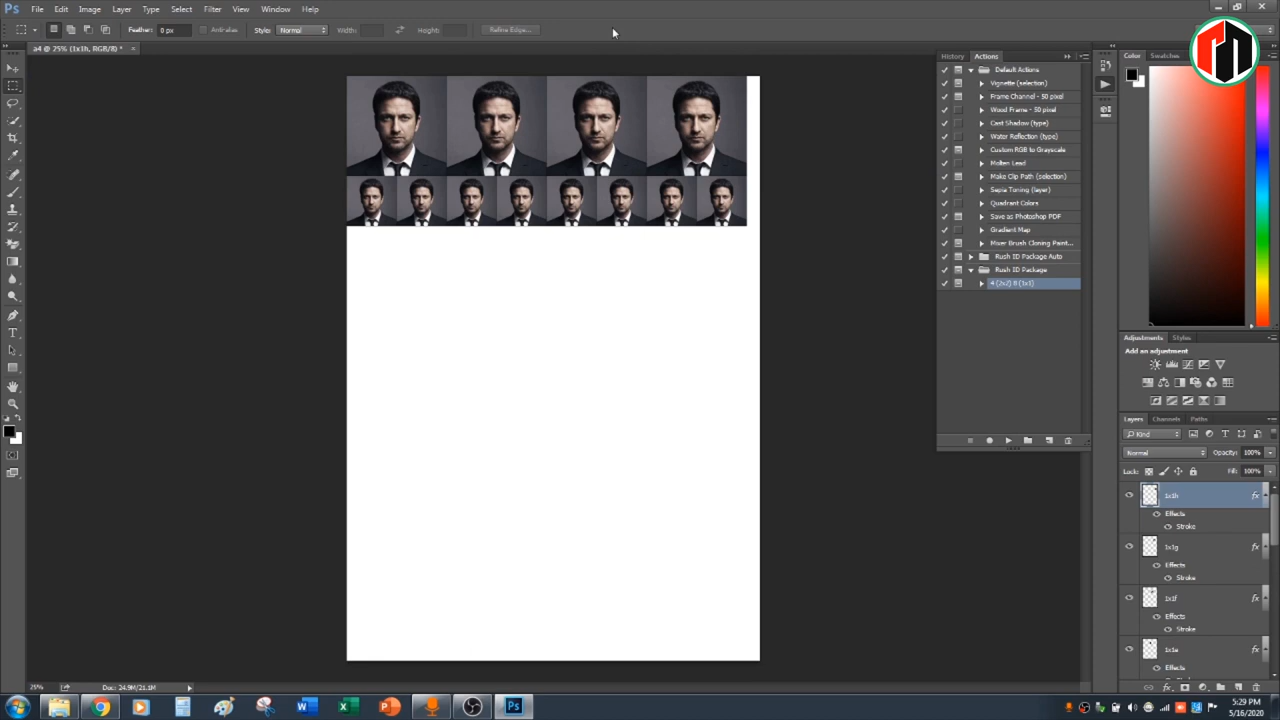 Ps File Edit Image Layer Type Select Filter View Window Help
Feather: 0 px Anti-alias Style: Normal Width: Height: Refine Edge...
a4 @ 25% (1x1h, RGB/8) *
History Actions
Default Actions
Vignette (selection)
Frame Channel - 50 pixel
Wood Frame - 50 pixel
Cast Shadow (type)
Water Reflection (type)
Custom RGB to Grayscale
Molten Lead
Make Clip Path (selection)
Sepia Toning (layer)
Quadrant Colors
Save as Photoshop PDF
Gradient Map
Mixer Brush Cloning Paint...
Rush ID Package Auto
Rush ID Package
4 (2x2) 8 (1x1)
Color Swatches
Adjustments Styles
Add an adjustment
Layers Channels Paths
Kind
Normal Opacity: 100%
Lock: Fill: 100%
1x1h fx
Effects
Stroke
1x1g fx
Effects
Stroke
1x1f fx
Effects
Stroke
1x1e fx
Effects
25% Doc: 24.9M/21.1M
5:29 PM
5/16/2020